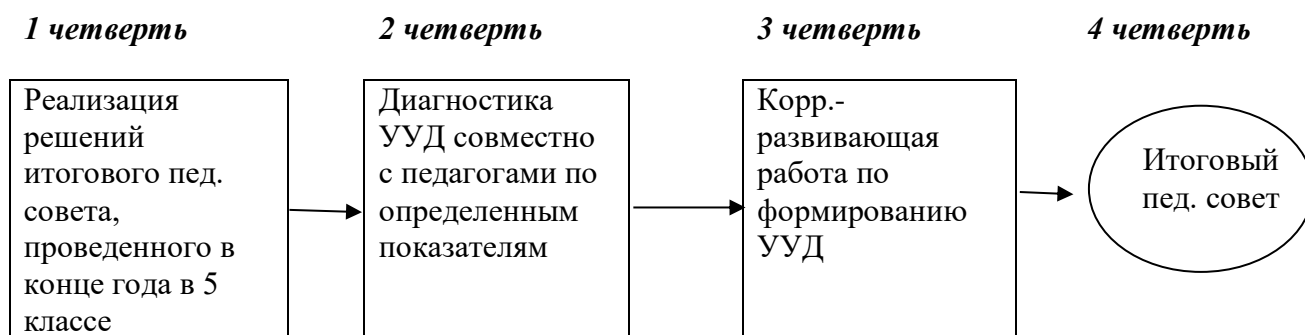 1 четверть
2 четверть
3 четверть
4 четверть
Реализация
решений
итогового пед.
совета,
проведенного в
конце года в 5
классе
Диагностика
УУД совместно
с педагогами по
определенным
показателям
Корр.-
развивающая
работа по
формированию
УУД
Итоговый
пед. совет